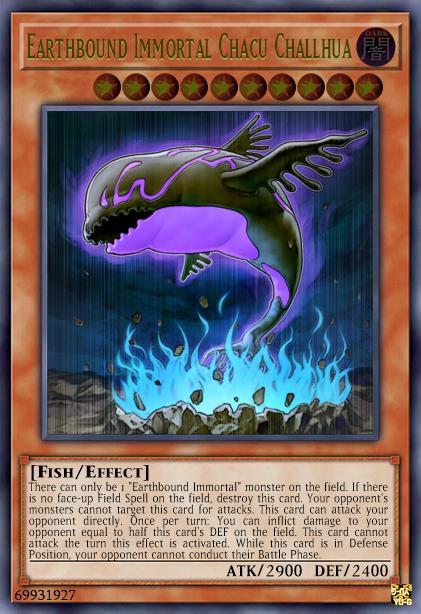 EARTHBOUND IMMORTAL CHACU CHALLHUA
DARK
闇
[FISH/EFFECT]
There can only be 1 "Earthbound Immortal" monster on the field. If there
is no face-up Field Spell on the field, destroy this card. Your opponent's
monsters cannot target this card for attacks. This card can attack your
opponent directly. Once per turn: You can inflict damage to your
opponent equal to half this card's DEF on the field. This card cannot
attack the turn this effect is activated. While this card is in Defense
Position, your opponent cannot conduct their Battle Phase.
ATK/2900 DEF/2400
69931927